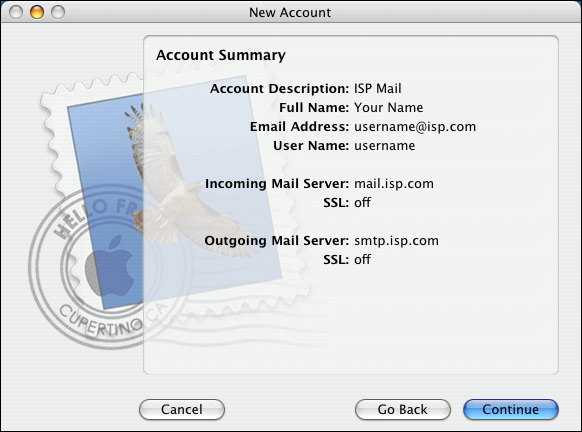 New Account
Account Summary
Account Description: ISP Mail
Full Name: Your Name
Email Address: username@isp.com
User Name: username
Incoming Mail Server: mail.isp.com
SSL: off
Outgoing Mail Server: smtp.isp.com
SSL: off
HELLO FR
CUPERTINO CA
Cancel
Go Back
Continue